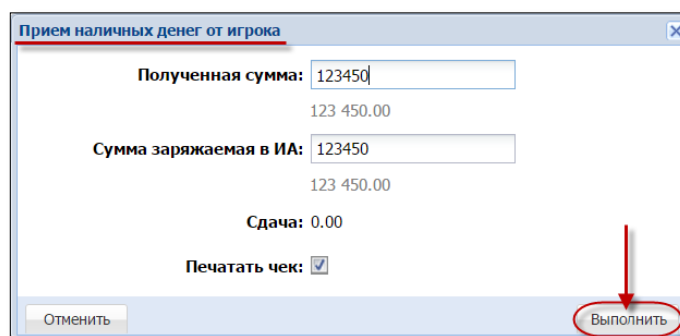 Прием наличных денег от игрока
Полученная сумма: 123450
123 450.00
Сумма заряжаемая в ИА: 123450
123 450.00
Сдача: 0.00
Печатать чек:
Отменить Выполнить